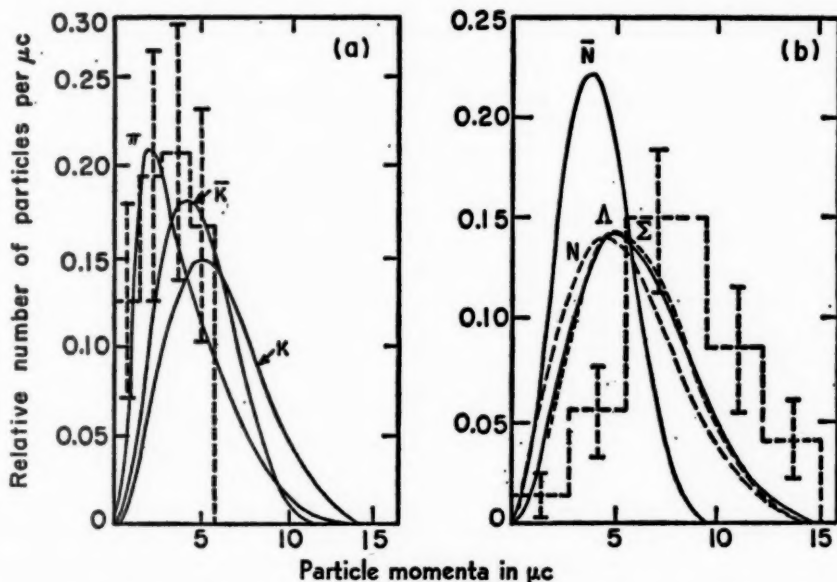 Relative number of particles per μc
0.30
0.25
0.20
0.15
0.10
0.05
0
5
10
15
(a)
π
K̄
K
0.25
0.20
0.15
0.10
0.05
0
5
10
15
(b)
N̄
Λ
N
Σ̄
Particle momenta in μc